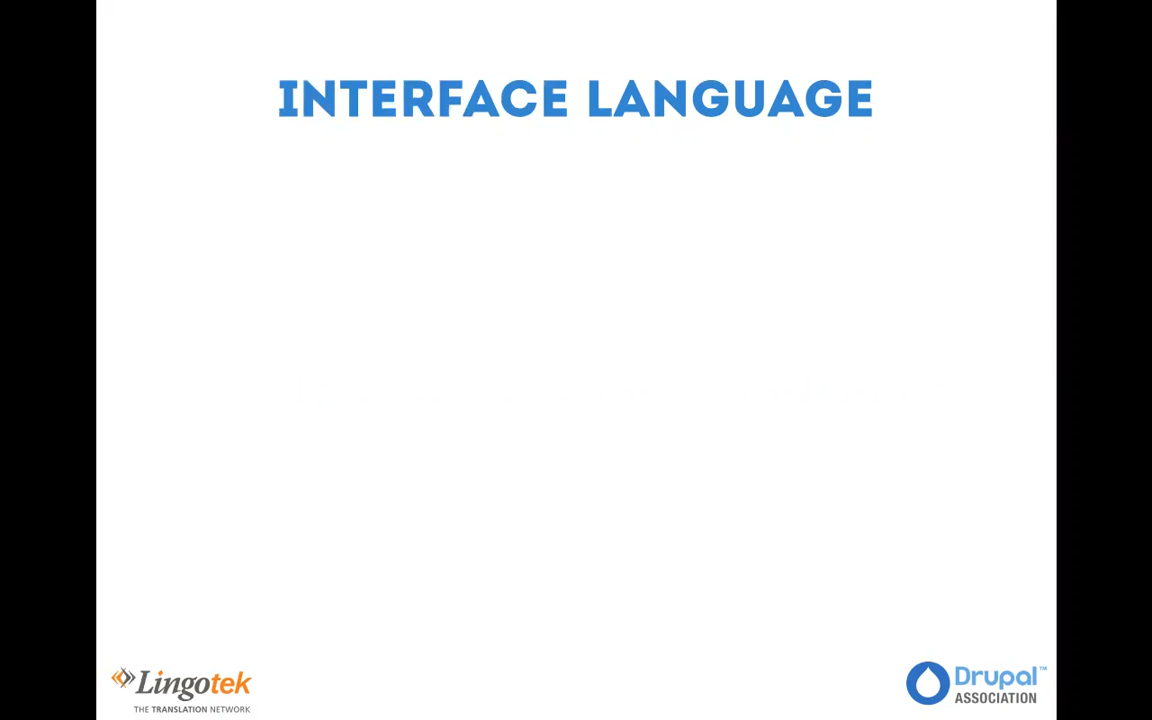 INTERFACE LANGUAGE
Lingotek
THE TRANSLATION NETWORK
Drupal™
ASSOCIATION